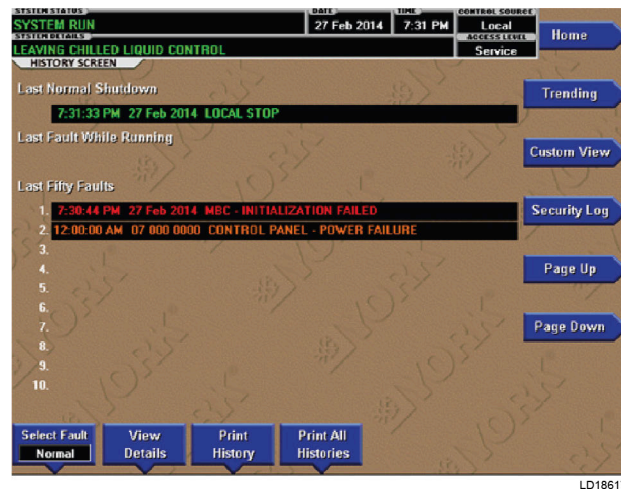 SYSTEM STATUS
DATE
TIME
CONTROL SOURCE
SYSTEM RUN
27 Feb 2014
7:31 PM
Local
SYSTEM DETAILS
ACCESS LEVEL
LEAVING CHILLED LIQUID CONTROL
Service
Home
HISTORY SCREEN
Last Normal Shutdown
7:31:33 PM 27 Feb 2014 LOCAL STOP
Trending
Last Fault While Running
Custom View
Last Fifty Faults
1. 7:30:44 PM 27 Feb 2014 MBC - INITIALIZATION FAILED
Security Log
2. 12:00:00 AM 07 000 0000 CONTROL PANEL - POWER FAILURE
3.
4.
Page Up
5.
6.
7.
Page Down
8.
9.
10.
Select Fault
Normal
View
Details
Print
History
Print All
Histories
YORK
LD1861